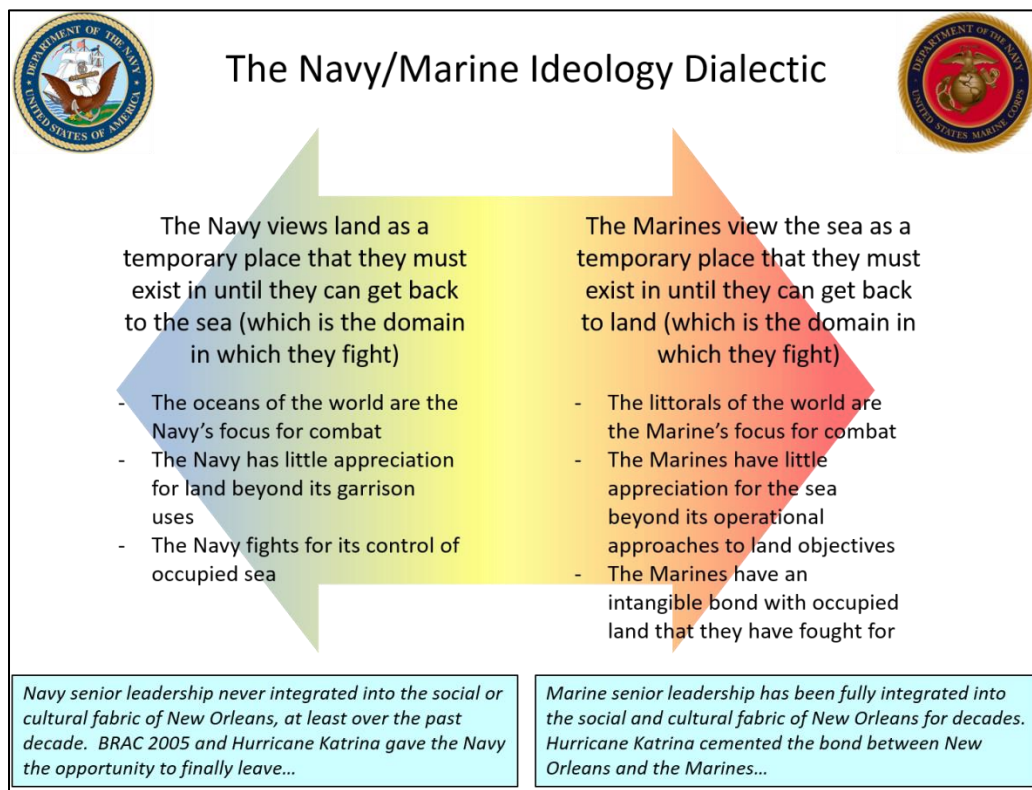 DEPARTMENT OF THE NAVY
UNITED STATES OF AMERICA
The Navy/Marine Ideology Dialectic
DEPARTMENT OF THE NAVY
UNITED STATES MARINE CORPS
The Navy views land as a
temporary place that they must
exist in until they can get back
to the sea (which is the domain
in which they fight)
- The oceans of the world are the
Navy's focus for combat
- The Navy has little appreciation
for land beyond its garrison
uses
- The Navy fights for its control of
occupied sea
The Marines view the sea as a
temporary place that they must
exist in until they can get back
to land (which is the domain in
which they fight)
- The littorals of the world are
the Marine's focus for combat
- The Marines have little
appreciation for the sea
beyond its operational
approaches to land objectives
- The Marines have an
intangible bond with occupied
land that they have fought for
Navy senior leadership never integrated into the social or
cultural fabric of New Orleans, at least over the past
decade. BRAC 2005 and Hurricane Katrina gave the Navy
the opportunity to finally leave…
Marine senior leadership has been fully integrated into
the social and cultural fabric of New Orleans for decades.
Hurricane Katrina cemented the bond between New
Orleans and the Marines…